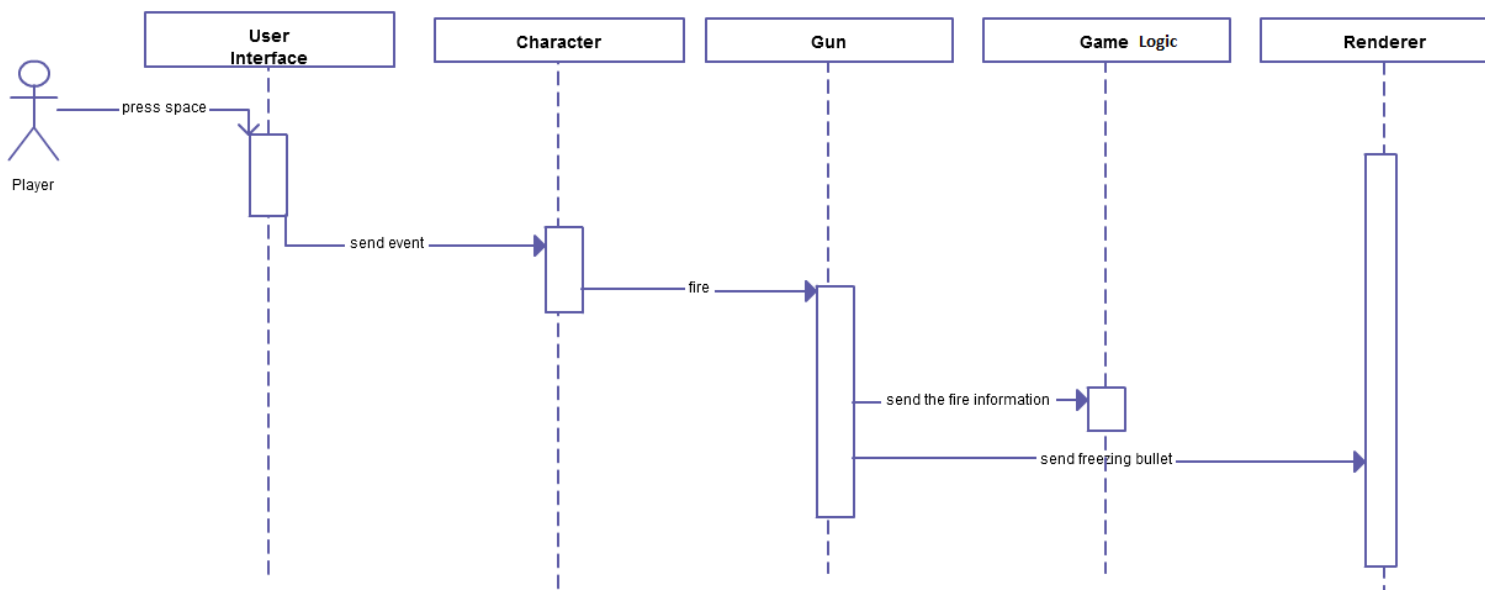 User
Interface
Character
Gun
Game Logic
Renderer
press space
Player
send event
fire
send the fire information
send freezing bullet